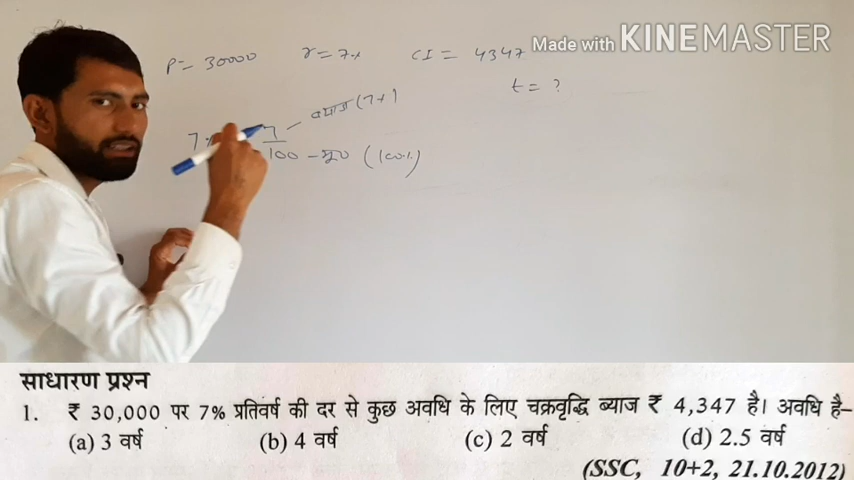 Made with KINEMASTER
P= 30000 r=7% CI = 4347
t= ?
7% 7 – ब्याज (7%)
100 – मू० (100%)
साधारण प्रश्न
1. ₹ 30,000 पर 7% प्रतिवर्ष की दर से कुछ अवधि के लिए चक्रवृद्धि ब्याज ₹ 4,347 है। अवधि है–
(a) 3 वर्ष (b) 4 वर्ष (c) 2 वर्ष (d) 2.5 वर्ष
(SSC, 10+2, 21.10.2012)